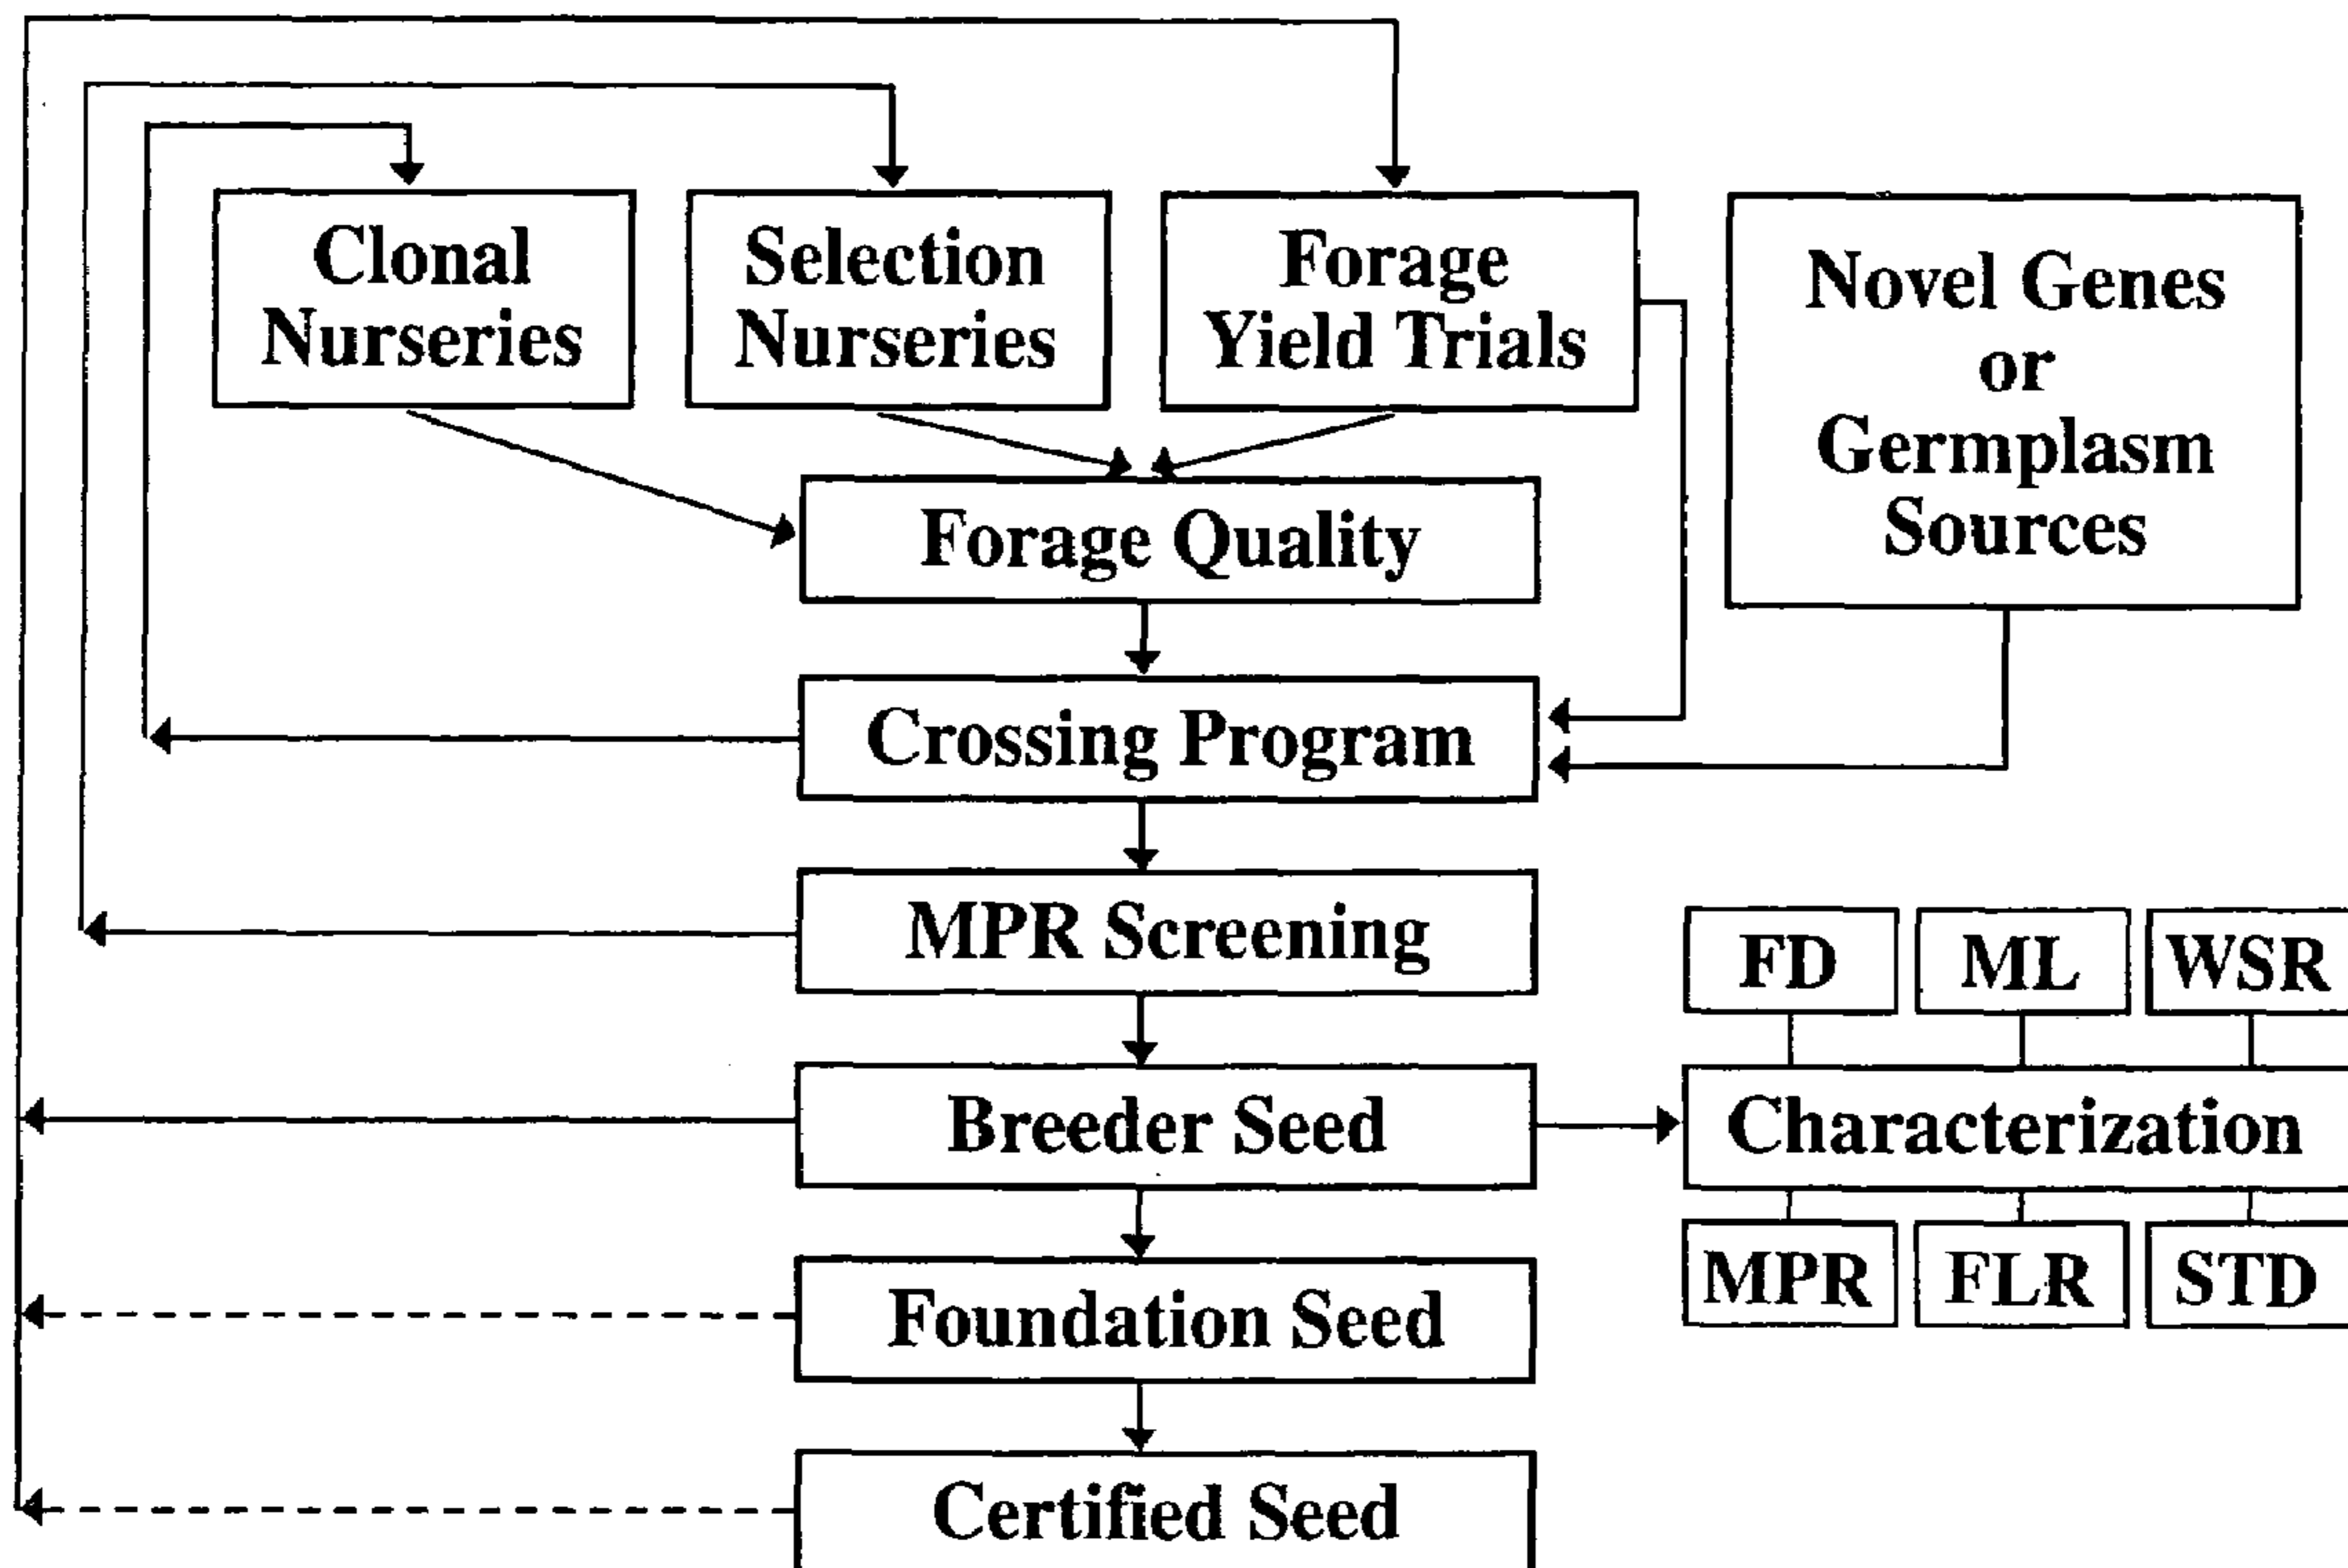 Clonal
Nurseries
Selection
Nurseries
Forage
Yield Trials
Novel Genes
or
Germplasm
Sources
Forage Quality
Crossing Program
MPR Screening
FD
ML
WSR
Breeder Seed
Characterization
MPR
FLR
STD
Foundation Seed
Certified Seed